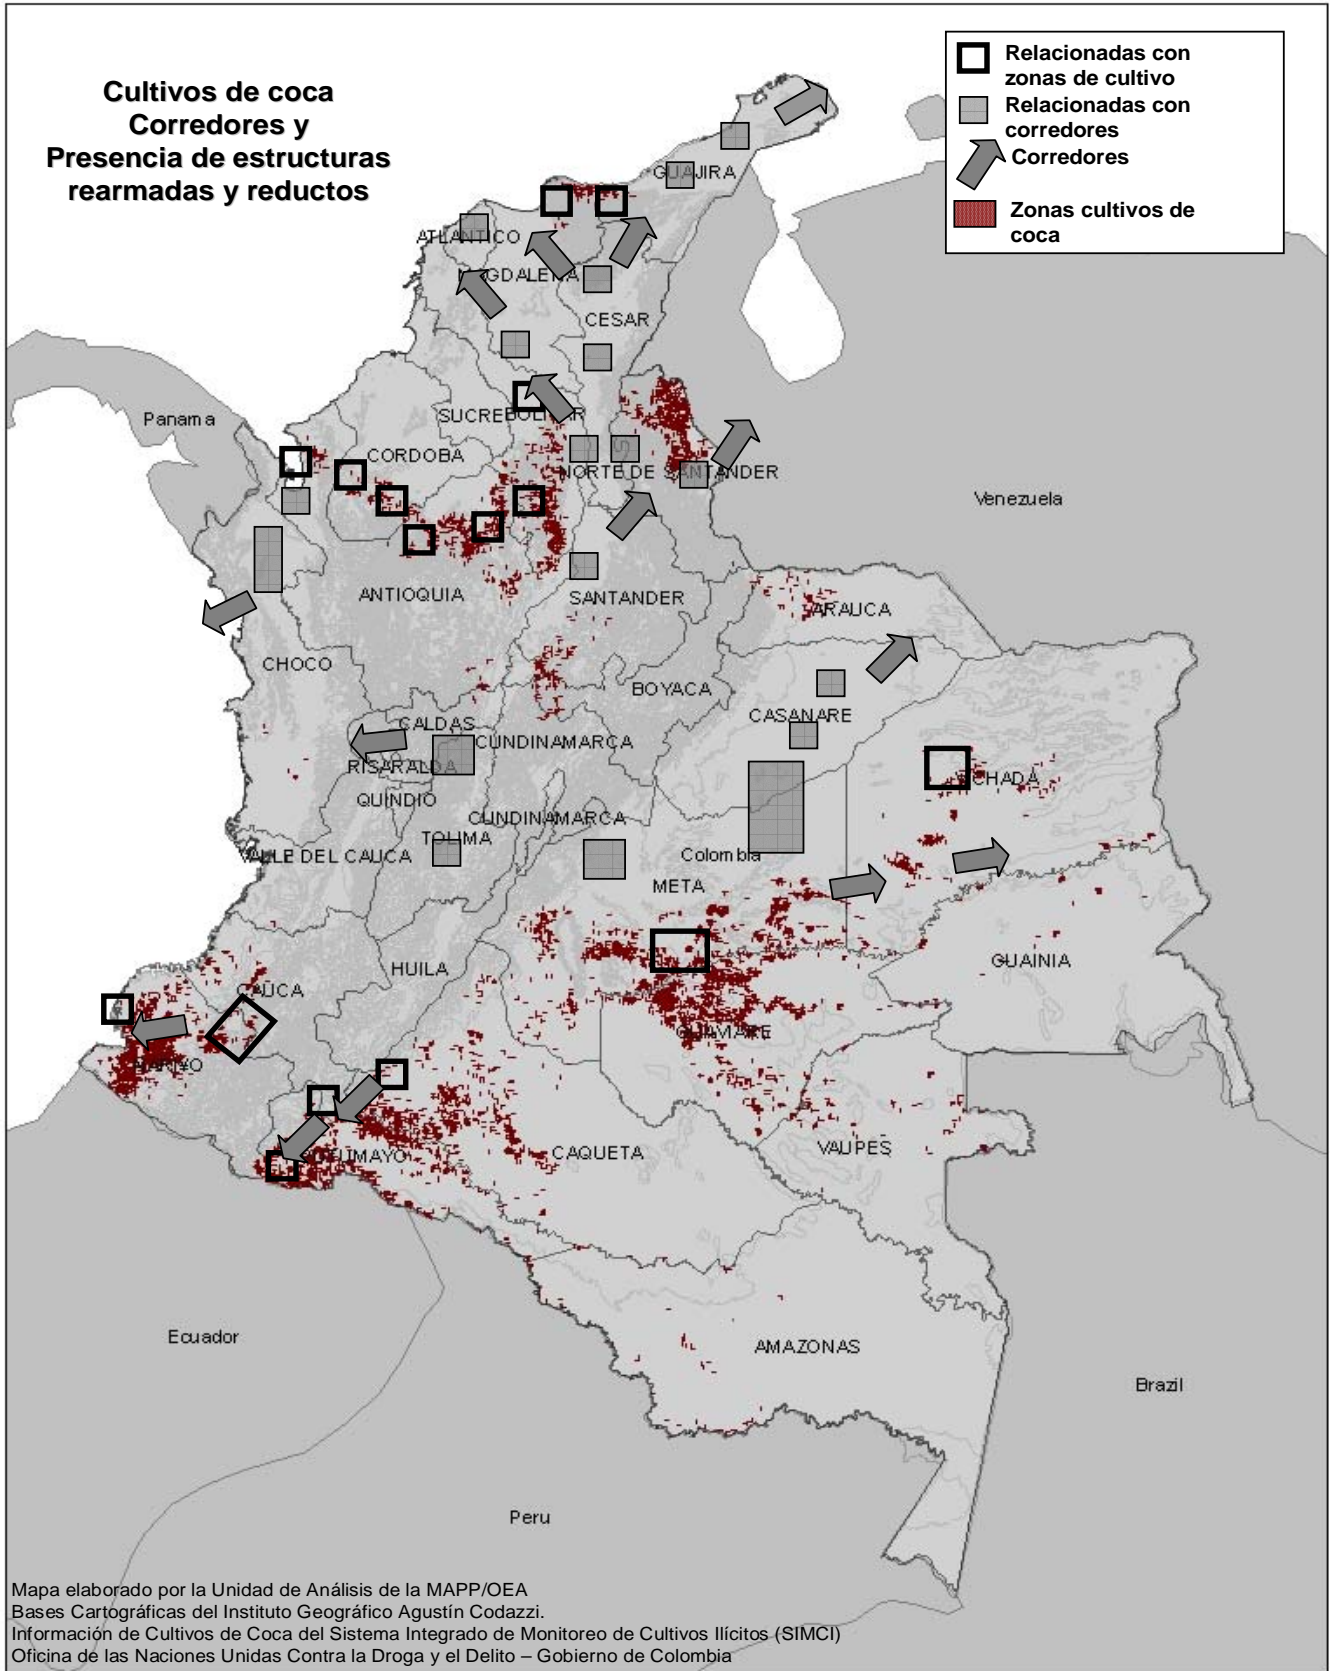 Cultivos de coca
Corredores y
Presencia de estructuras
rearmadas y reductos
Relacionadas con
zonas de cultivo
Relacionadas con
corredores
Corredores
Zonas cultivos de
coca
GUAJIRA
ATLANTICO
MAGDALENA
CESAR
Panama
SUCRE
BOLIVAR
CORDOBA
NORTE DE SANTANDER
Venezuela
ANTIOQUIA
SANTANDER
ARAUCA
CHOCO
BOYACA
CASANARE
CALDAS
CUNDINAMARCA
RISARALDA
VICHADA
QUINDIO
CUNDINAMARCA
TOLIMA
VALLE DEL CAUCA
Colombia
META
HUILA
GUAINIA
CAUCA
GUAVIARE
NARIÑO
PUTUMAYO
CAQUETA
VAUPES
Ecuador
AMAZONAS
Brazil
Peru
Mapa elaborado por la Unidad de Análisis de la MAPP/OEA
Bases Cartográficas del Instituto Geográfico Agustín Codazzi.
Información de Cultivos de Coca del Sistema Integrado de Monitoreo de Cultivos Ilícitos (SIMCI)
Oficina de las Naciones Unidas Contra la Droga y el Delito – Gobierno de Colombia